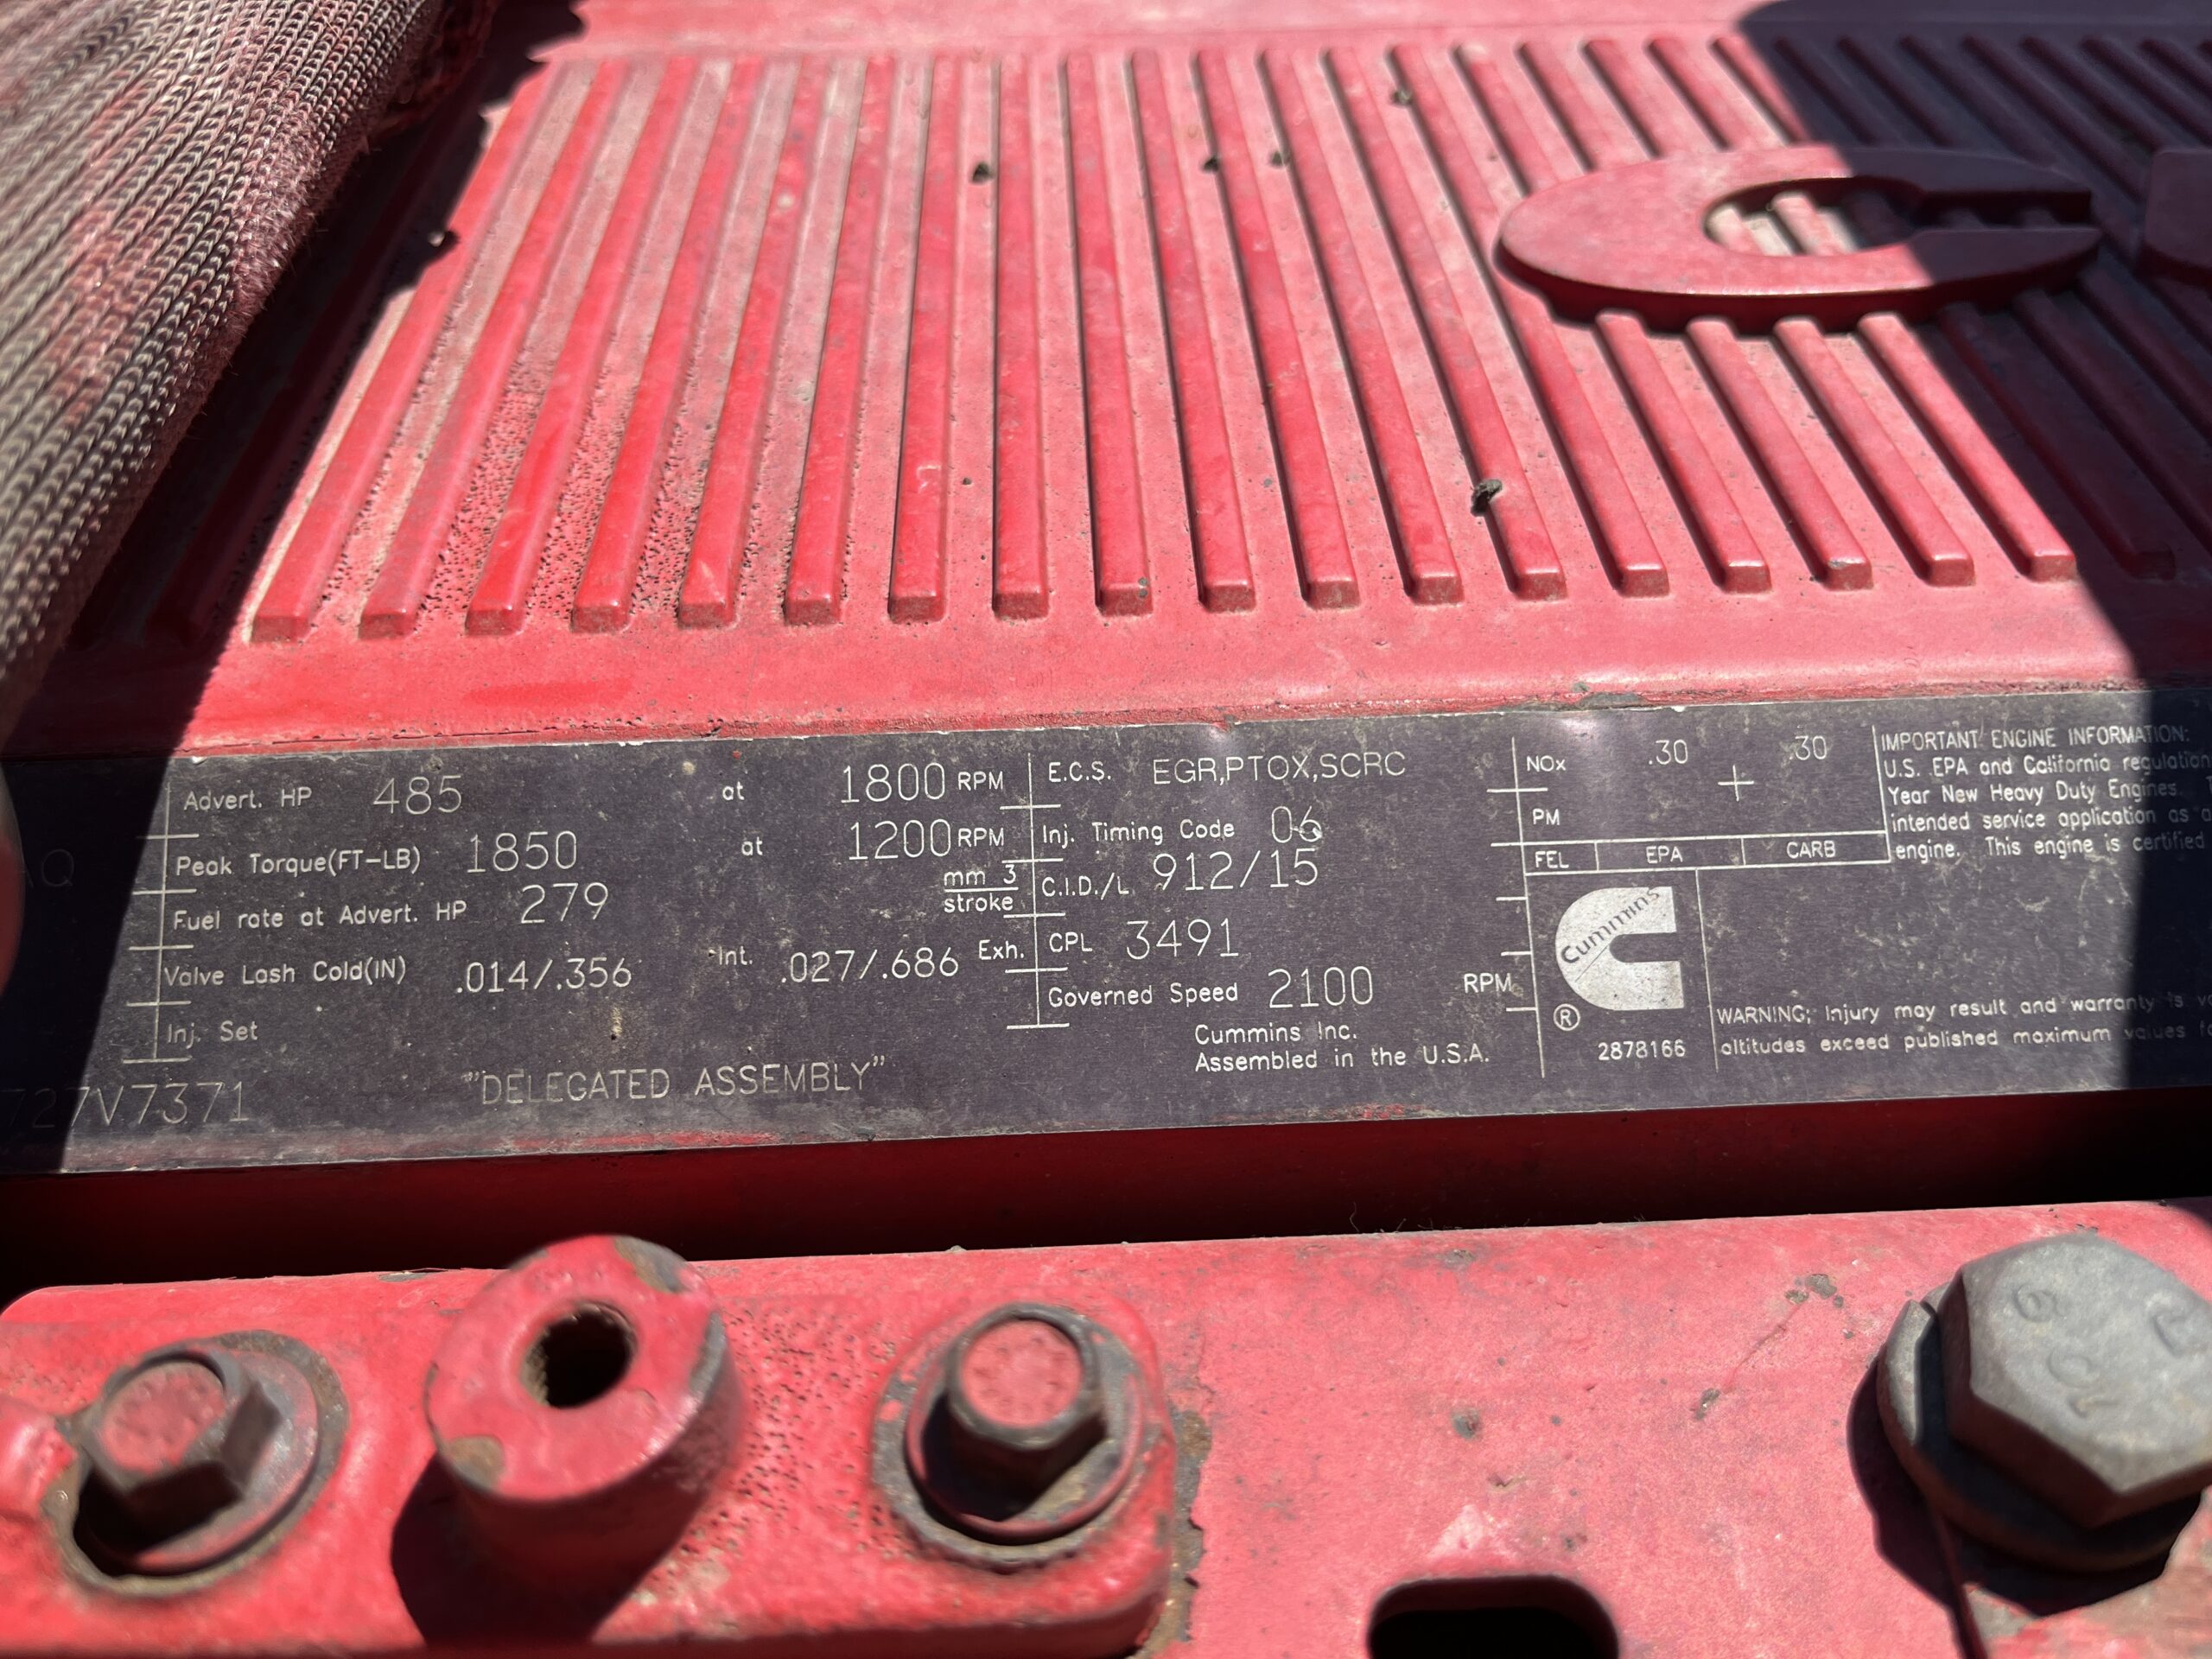 Advert. HP 485 at 1800 RPM
Peak Torque(FT-LB) 1850 at 1200 RPM
Fuel rate at Advert. HP 279 mm 3
stroke
Valve Lash Cold(IN) .014/.356 Int. .027/.686 Exh.
Inj. Set
727V7371
"DELEGATED ASSEMBLY"
E.C.S. EGR,PTOX,SCRC
Inj. Timing Code 06
C.I.D./L 912/15
CPL 3491
Governed Speed 2100 RPM
Cummins Inc.
Assembled in the U.S.A.
NOx .30 + .30
PM
FEL EPA CARB
Cummins
®
2878166
IMPORTANT ENGINE INFORMATION:
U.S. EPA and California
Year New Heavy Duty Engines.
intended service application as
engine. This engine is certified
WARNING; Injury may result and warranty is
altitudes exceed published maximum values